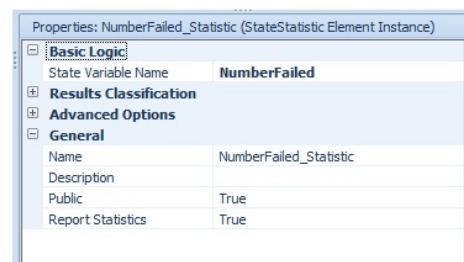 Properties: NumberFailed_Statistic (StateStatistic Element Instance)
Basic Logic
State Variable Name NumberFailed
Results Classification
Advanced Options
General
Name NumberFailed_Statistic
Description
Public True
Report Statistics True